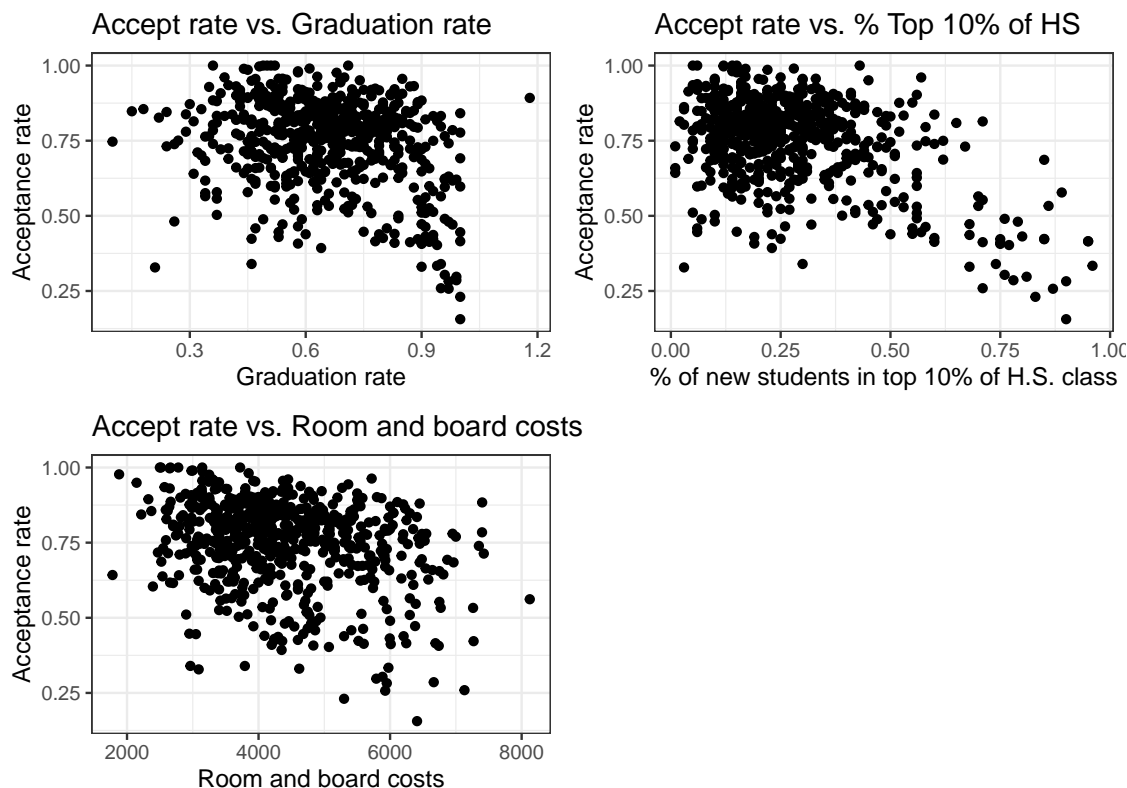 Accept rate vs. Graduation rate
Acceptance rate
1.00
0.75
0.50
0.25
0.3 0.6 0.9 1.2
Graduation rate
Accept rate vs. % Top 10% of HS
Acceptance rate
1.00
0.75
0.50
0.25
0.00 0.25 0.50 0.75 1.00
% of new students in top 10% of H.S. class
Accept rate vs. Room and board costs
Acceptance rate
1.00
0.75
0.50
0.25
2000 4000 6000 8000
Room and board costs